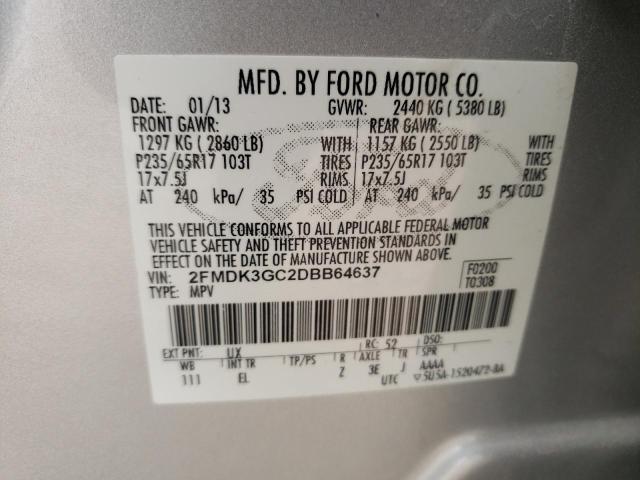 MFD. BY FORD MOTOR CO.
DATE: 01/13 GVWR: 2440 KG ( 5380 LB)
FRONT GAWR: REAR GAWR:
1297 KG ( 2860 LB) WITH 1157 KG ( 2550 LB) WITH
P235/65R17 103T TIRES P235/65R17 103T TIRES
17x7.5J RIMS 17x7.5J RIMS
AT 240 kPa/ 35 PSI COLD AT 240 kPa/ 35 PSI COLD
THIS VEHICLE CONFORMS TO ALL APPLICABLE FEDERAL MOTOR
VEHICLE SAFETY AND THEFT PREVENTION STANDARDS IN
EFFECT ON THE DATE OF MANUFACTURE SHOWN ABOVE.
VIN: 2FMDK3GC2DBB64637 F0200
TYPE: MPV T0308
EXT PNT: UX RC: 52 DSO:
WB INT TR TP/PS R AXLE TR SPR
111 EL Z 3E J AAAA
UTC 5U5A-1520472-BA